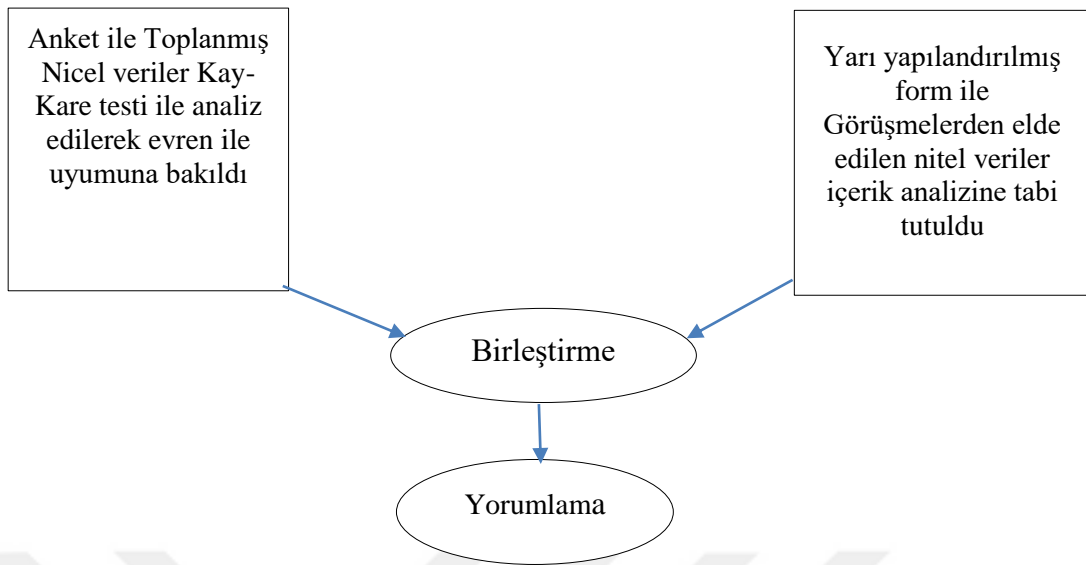 Anket ile Toplanmış
Nicel veriler Kay-
Kare testi ile analiz
edilerek evren ile
uyumuna bakıldı
Yarı yapılandırılmış
form ile
Görüşmelerden elde
edilen nitel veriler
içerik analizine tabi
tutuldu
Birleştirme
Yorumlama